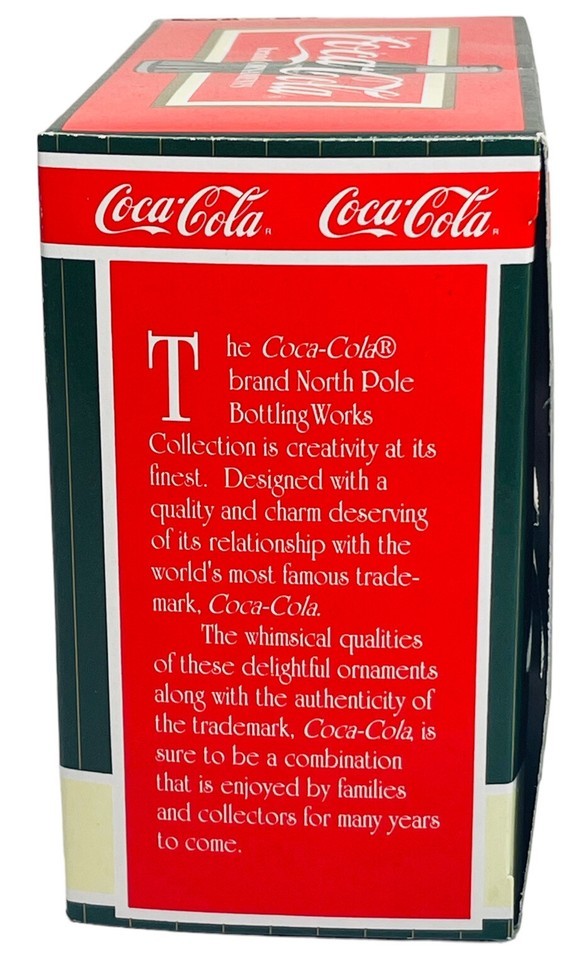 Coca-Cola
Coca-Cola® Coca-Cola®
The Coca-Cola®
brand North Pole
Bottling Works
Collection is creativity at its
finest. Designed with a
quality and charm deserving
of its relationship with the
world's most famous trade-
mark, Coca-Cola.
The whimsical qualities
of these delightful ornaments
along with the authenticity of
the trademark, Coca-Cola, is
sure to be a combination
that is enjoyed by families
and collectors for many years
to come.